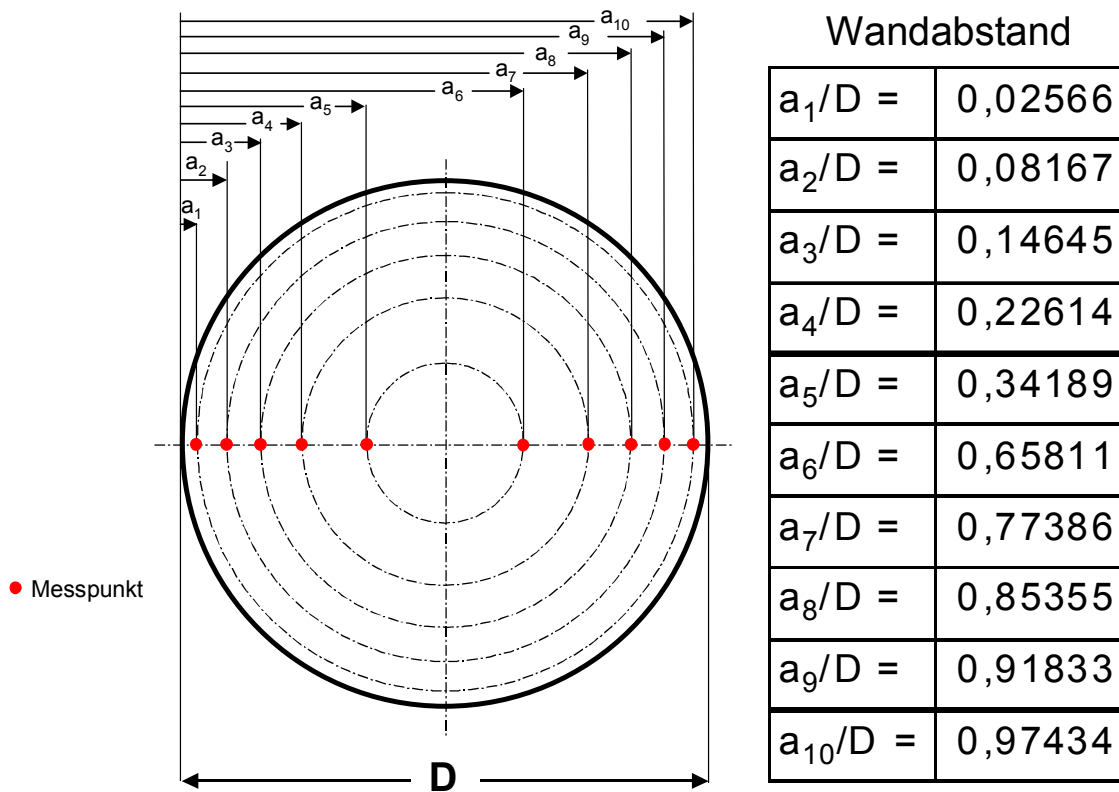 a₁₀
a₉
a₈
a₇
a₆
a₅
a₄
a₃
a₂
a₁
Messpunkt
D
Wandabstand
a₁/D = 0,02566
a₂/D = 0,08167
a₃/D = 0,14645
a₄/D = 0,22614
a₅/D = 0,34189
a₆/D = 0,65811
a₇/D = 0,77386
a₈/D = 0,85355
a₉/D = 0,91833
a₁₀/D = 0,97434